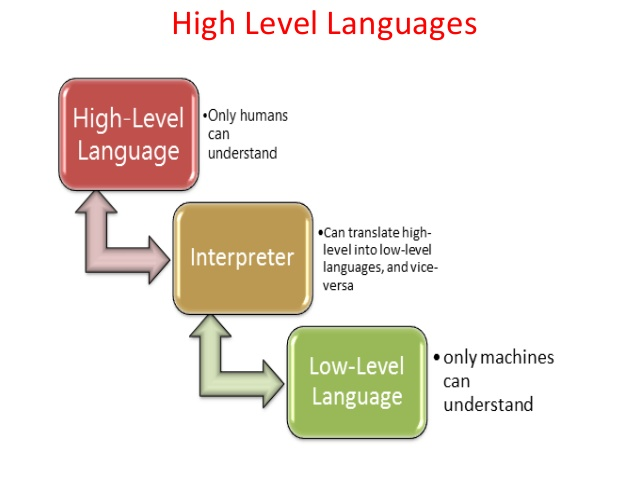 High Level Languages
High-Level
Language
•Only humans
can
understand
Interpreter
•Can translate high-
level into low-level
languages, and vice-
versa
Low-Level
Language
• only machines
can
understand